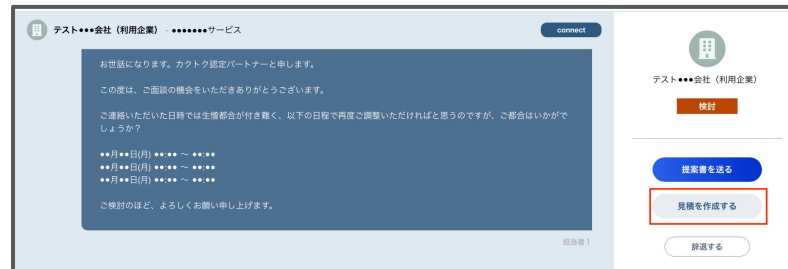 テスト●●●会社（利用企業） - ●●●●●●●サービス
connect
お世話になります。カクトク認定パートナーと申します。
この度は、ご面談の機会をいただきありがとうございます。
ご連絡いただいた日時では生憎都合が付き難く、以下の日程で再度ご調整いただければと思うのですが、ご都合はいかがで
しょうか？
●●月●●日(月) ●●:●● 〜 ●●:●●
●●月●●日(月) ●●:●● 〜 ●●:●●
●●月●●日(月) ●●:●● 〜 ●●:●●
ご検討のほど、よろしくお願い申し上げます。
担当者１
テスト●●●会社（利用企業）
検討
提案書を送る
見積を作成する
辞退する